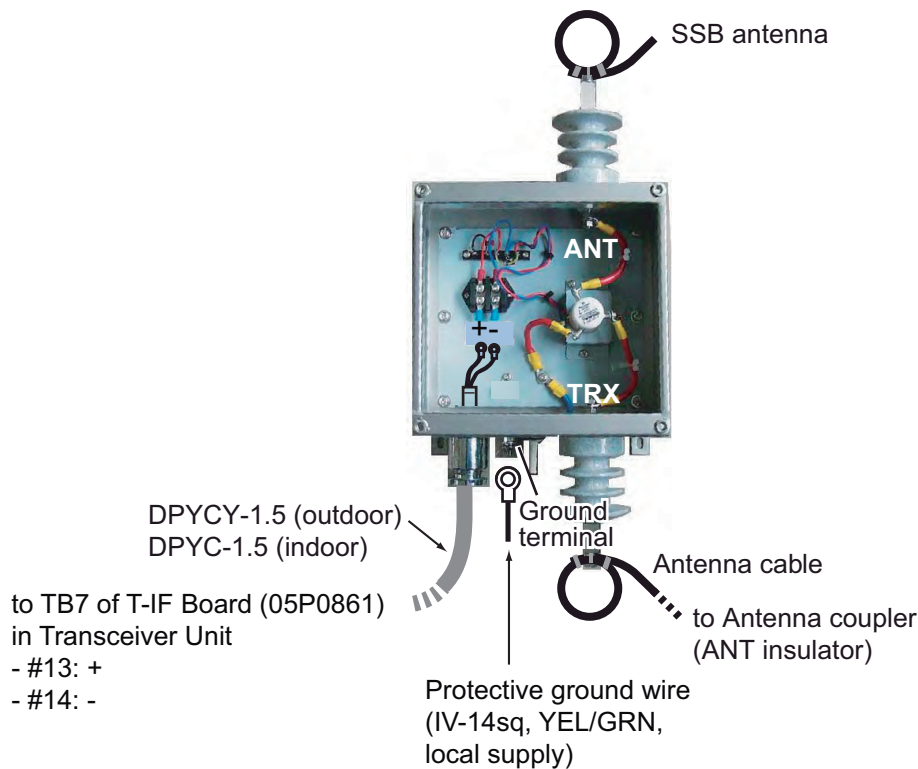 SSB antenna
ANT
+ -
TRX
DPYCY-1.5 (outdoor)
DPYC-1.5 (indoor)
Ground
terminal
Antenna cable
to TB7 of T-IF Board (05P0861)
in Transceiver Unit
- #13: +
- #14: -
to Antenna coupler
(ANT insulator)
Protective ground wire
(IV-14sq, YEL/GRN,
local supply)